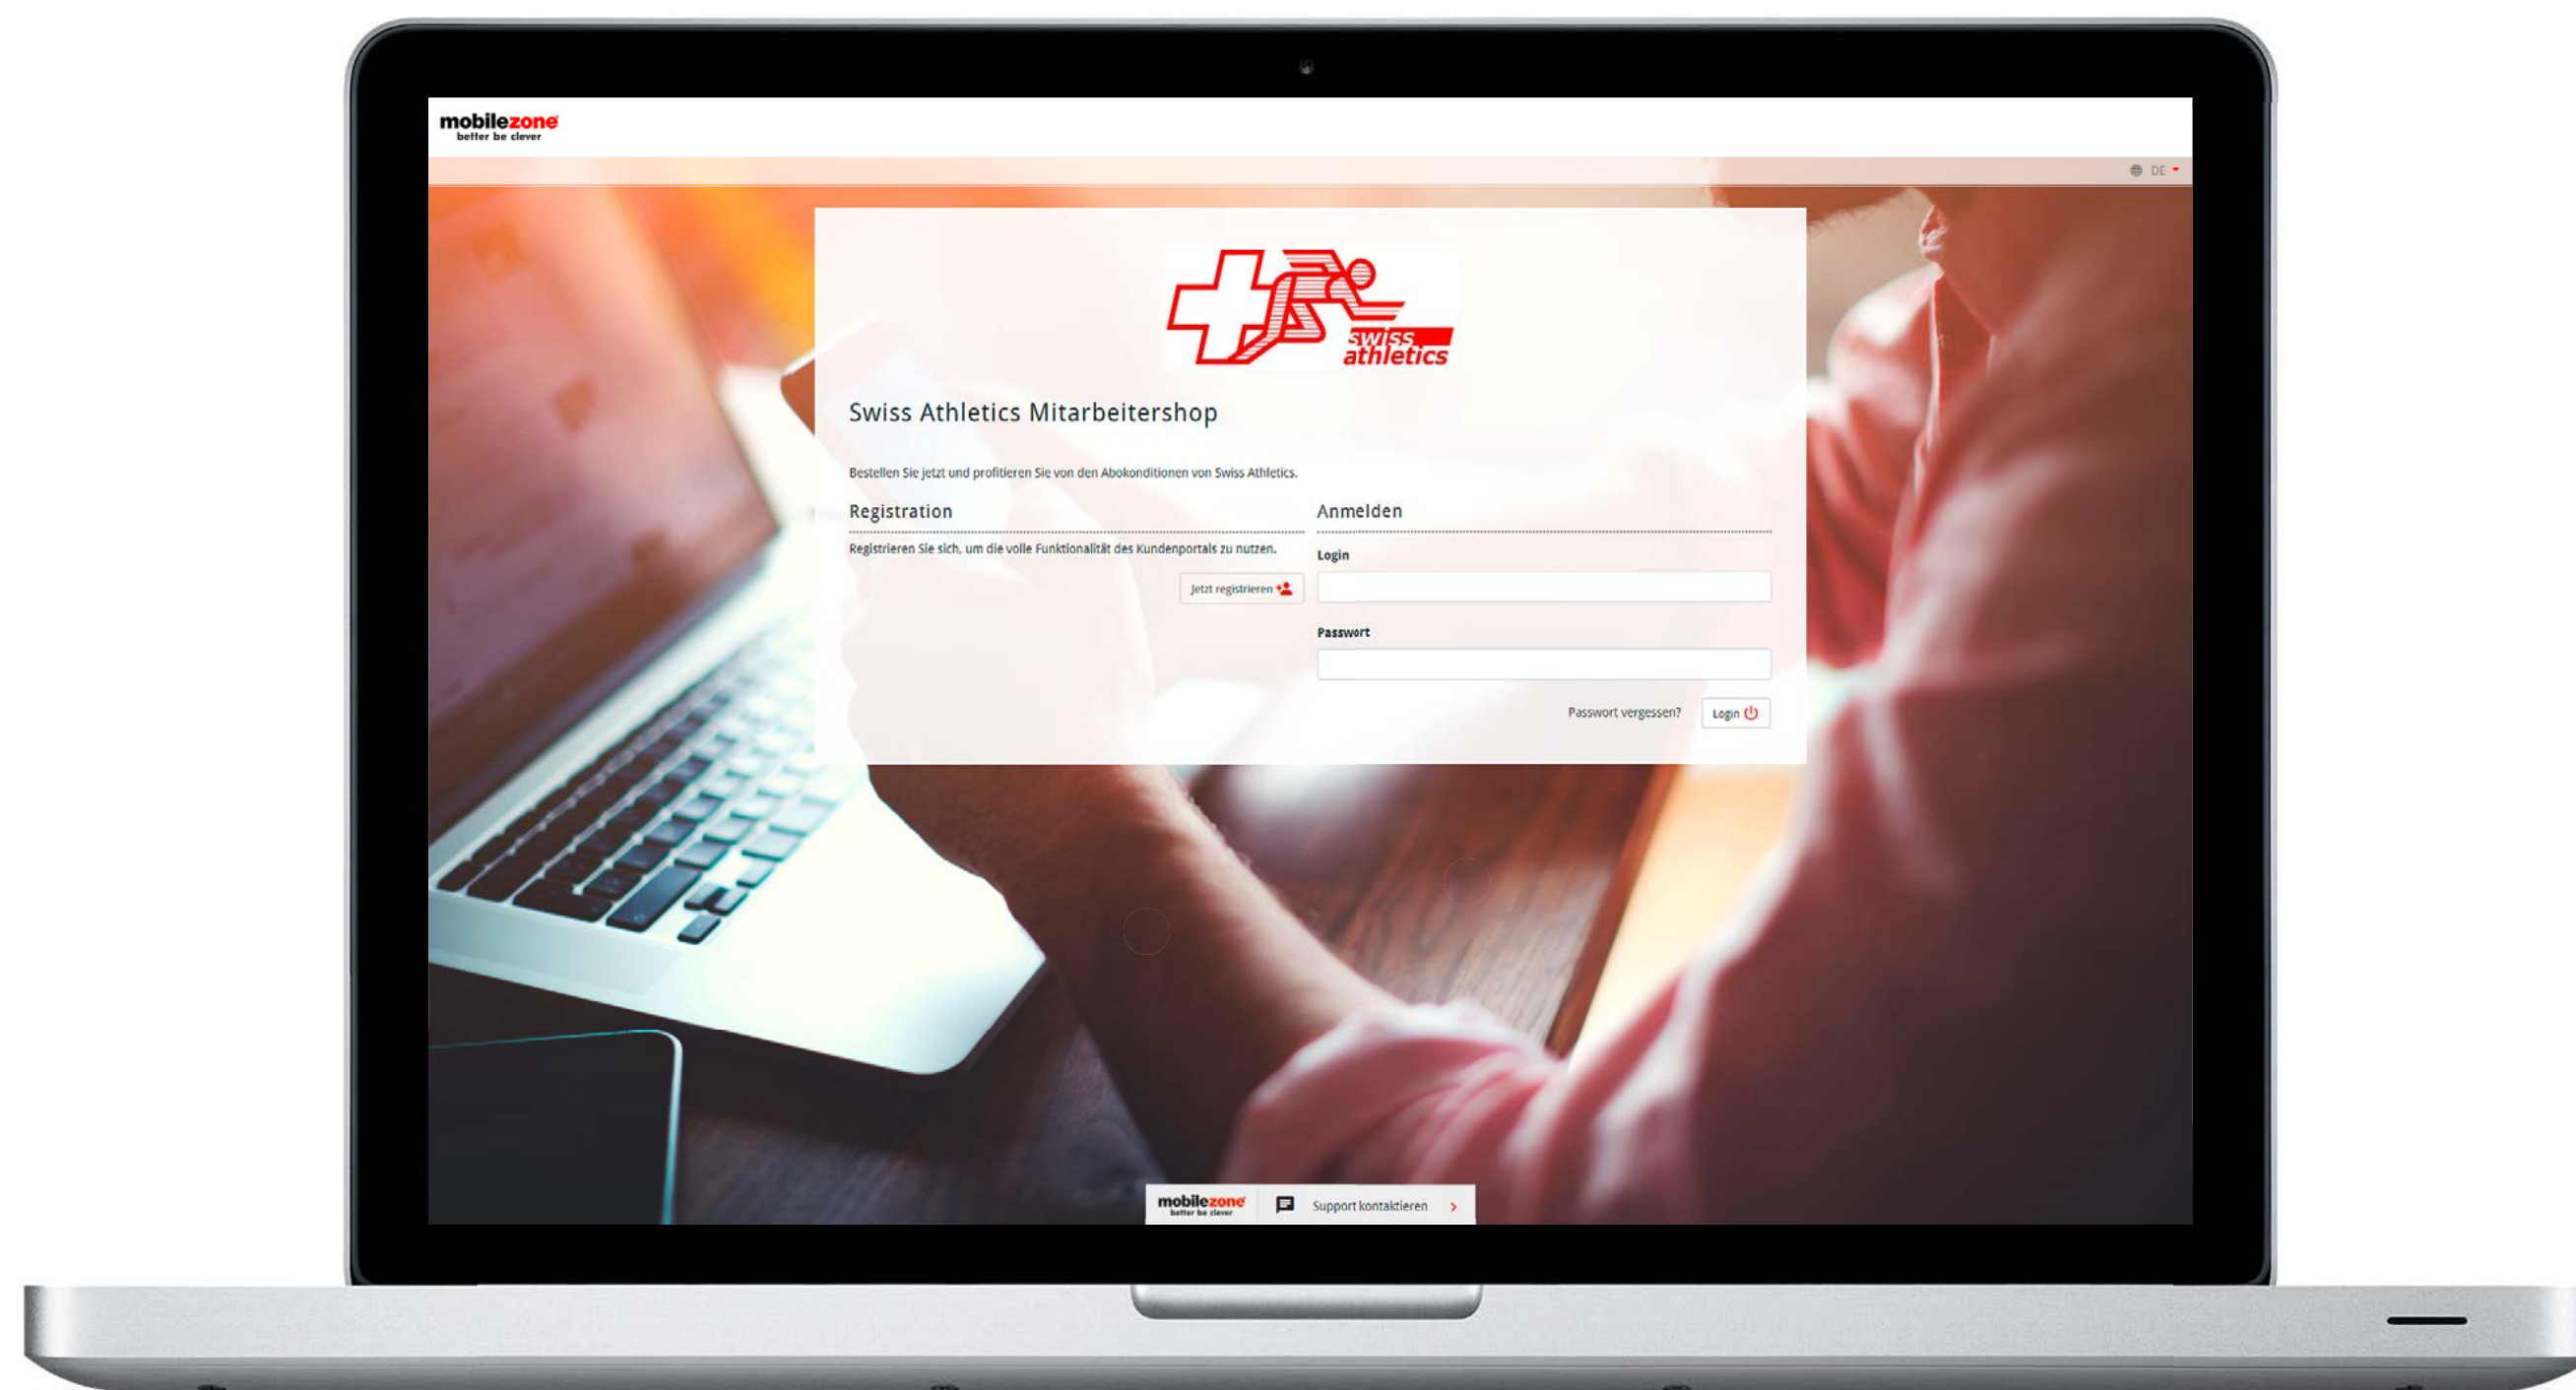 mobilezone
better be clever
DE
swiss
athletics
Swiss Athletics Mitarbeitershop
Bestellen Sie jetzt und profitieren Sie von den Abokonditionen von Swiss Athletics.
Registration
Registrieren Sie sich, um die volle Funktionalität des Kundenportals zu nutzen.
Jetzt registrieren
Anmelden
Login
Passwort
Passwort vergessen?
Login
mobilezone
better be clever
Support kontaktieren